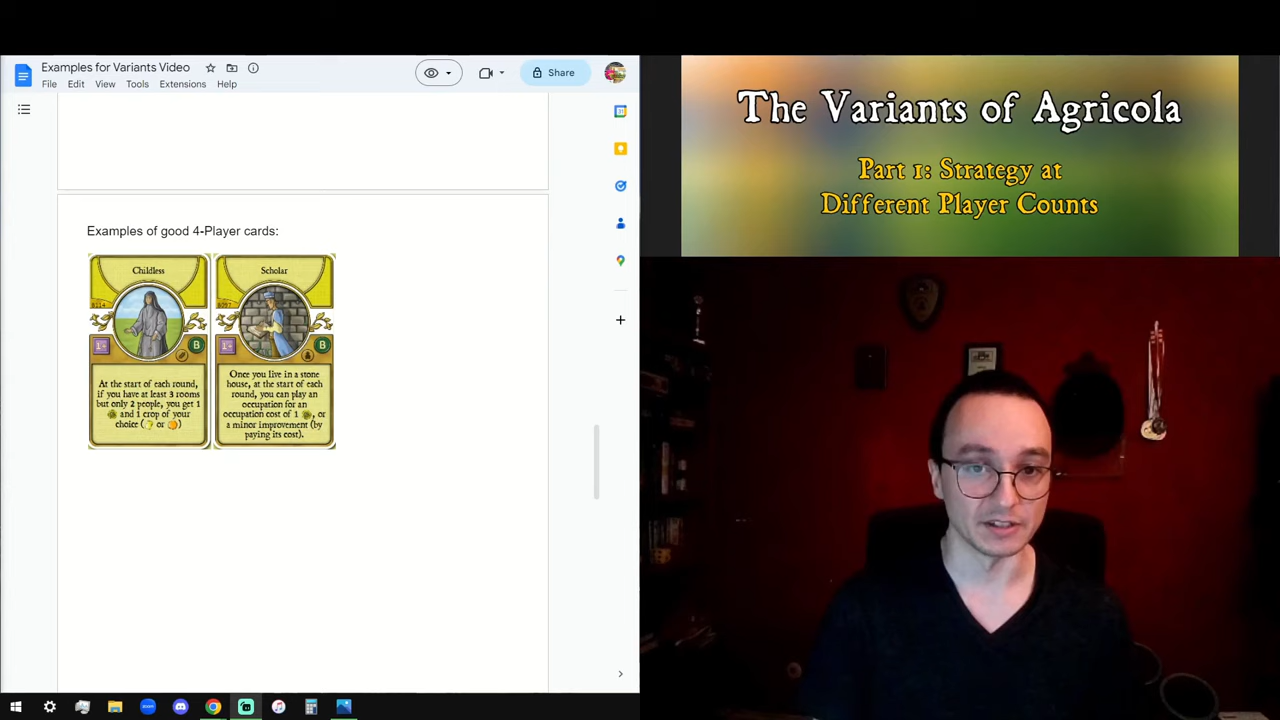 Examples for Variants Video
File Edit View Tools Extensions Help
Share
Examples of good 4-Player cards:
Childless
B
At the start of each round,
if you have at least 3 rooms
but only 2 people, you get 1
and 1 crop of your
choice ( or )
Scholar
B
Once you live in a stone
house, at the start of each
round, you can play an
occupation for an
occupation cost of 1 , or
a minor improvement (by
paying its cost).
The Variants of Agricola
Part 1: Strategy at
Different Player Counts